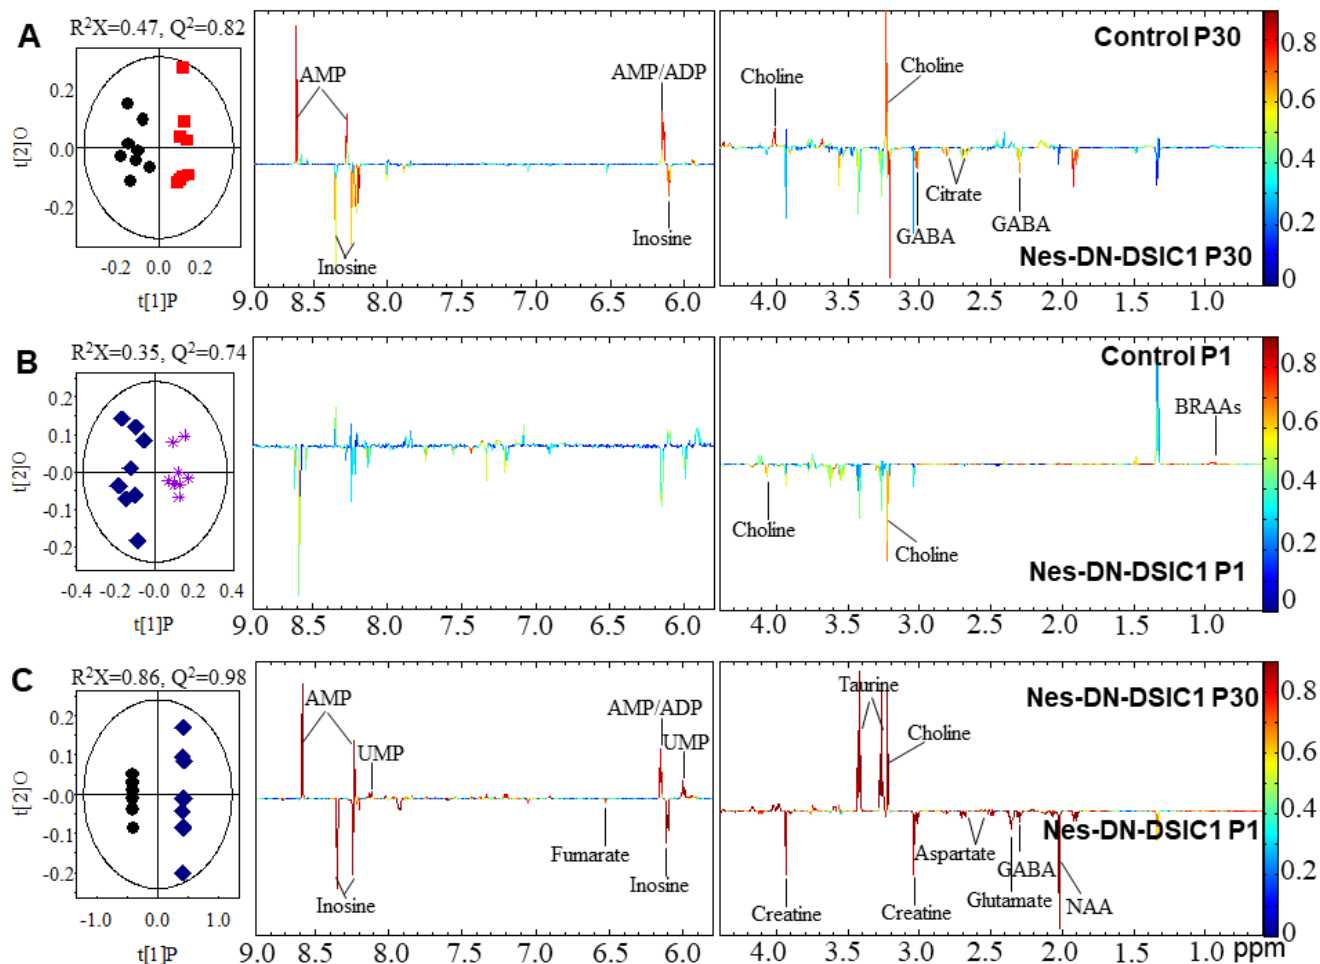 A
R²X=0.47, Q²=0.82
t[2]O
0.2
0.0
-0.2
-0.2 0.0 0.2
t[1]P
AMP
AMP/ADP
Inosine
Inosine
9.0 8.5 8.0 7.5 7.0 6.5 6.0
Control P30
Choline
Choline
Citrate
GABA
GABA
Nes-DN-DSIC1 P30
4.0 3.5 3.0 2.5 2.0 1.5 1.0
0.8
0.6
0.4
0.2
0
B
R²X=0.35, Q²=0.74
t[2]O
0.2
0.1
-0.0
-0.1
-0.2
-0.4 -0.2 -0.0 0.2 0.4
t[1]P
9.0 8.5 8.0 7.5 7.0 6.5 6.0
Control P1
BRAAs
Choline
Choline
Nes-DN-DSIC1 P1
4.0 3.5 3.0 2.5 2.0 1.5 1.0
0.8
0.6
0.4
0.2
0
C
R²X=0.86, Q²=0.98
t[2]O
0.2
0.1
-0.0
-0.1
-0.2
-1.0 0.0 1.0
t[1]P
AMP
UMP
AMP/ADP
UMP
Fumarate
Inosine
Inosine
9.0 8.5 8.0 7.5 7.0 6.5 6.0
Taurine
Nes-DN-DSIC1 P30
Choline
Nes-DN-DSIC1 P1
Aspartate
GABA
Glutamate
Creatine
Creatine
NAA
4.0 3.5 3.0 2.5 2.0 1.5 1.0 ppm
0.8
0.6
0.4
0.2
0